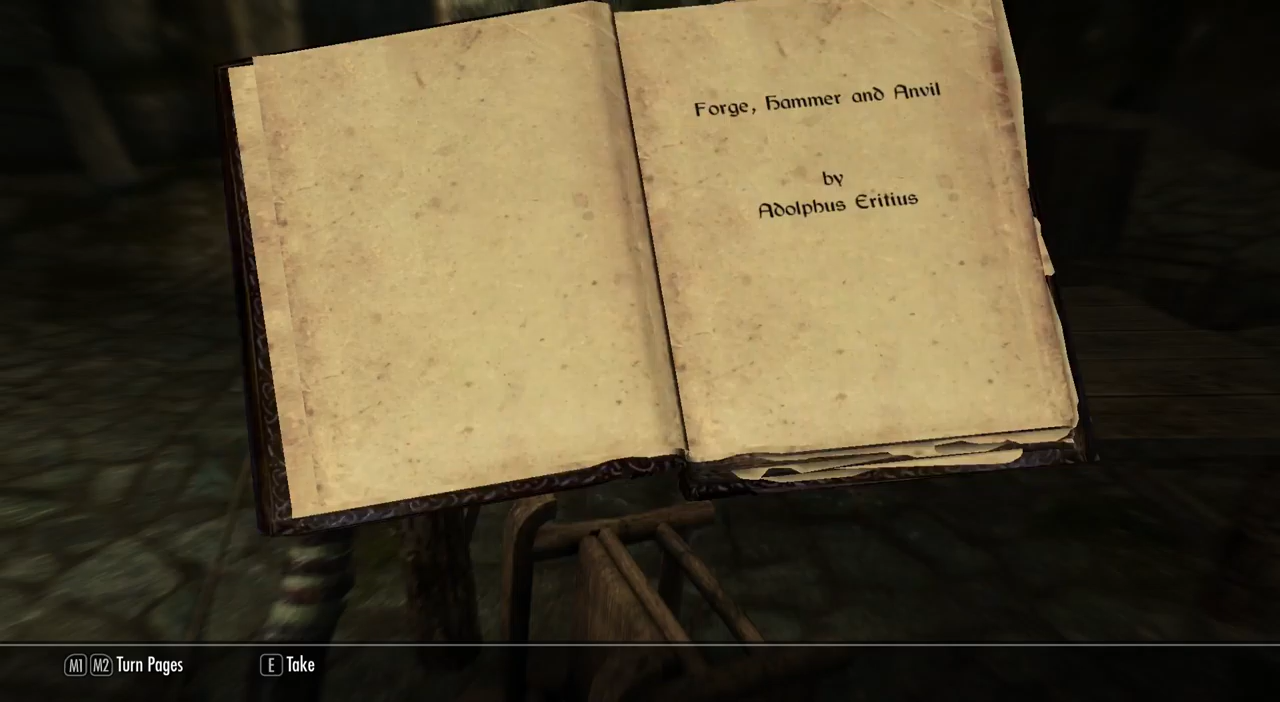 Forge, Hammer and Anvil
by
Adolphus Eritius
M1 M2 Turn Pages
E Take